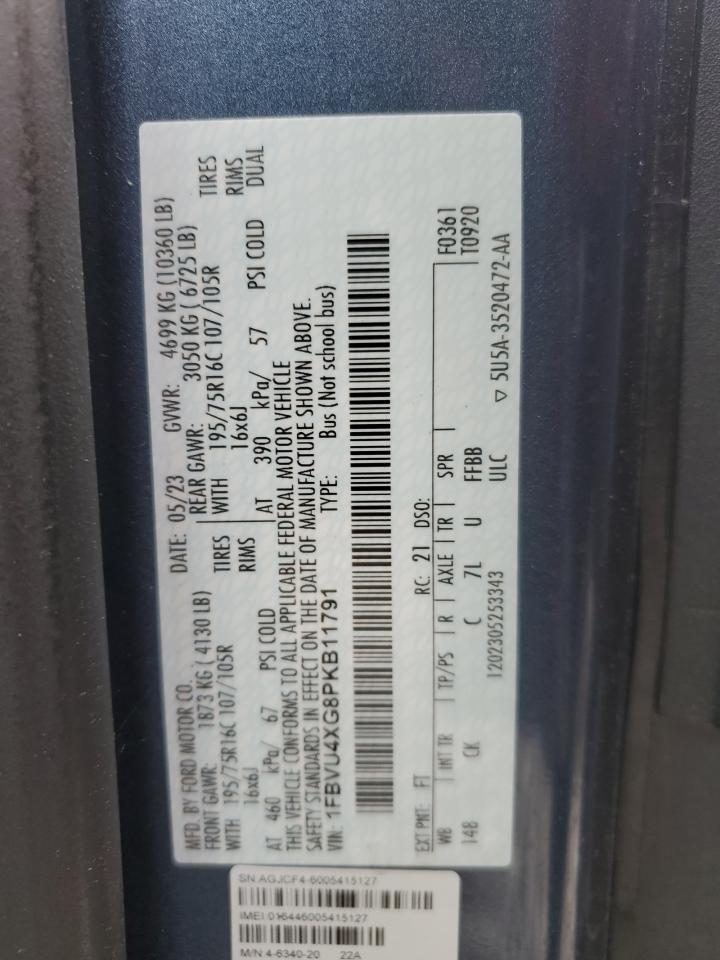 MFD. BY FORD MOTOR CO. DATE: 05/23 GVWR: 4699 KG (10360 LB)
FRONT GAWR: 1873 KG ( 4130 LB) REAR GAWR: 3050 KG ( 6725 LB)
WITH 195/75R16C 107/105R TIRES WITH 195/75R16C 107/105R TIRES
16x6J RIMS 16x6J RIMS
AT 460 kPa/ 67 PSI COLD AT 390 kPa/ 57 PSI COLD DUAL
THIS VEHICLE CONFORMS TO ALL APPLICABLE FEDERAL MOTOR VEHICLE
SAFETY STANDARDS IN EFFECT ON THE DATE OF MANUFACTURE SHOWN ABOVE.
VIN: 1FBVU4XG8PKB11791 TYPE: Bus (Not school bus)
EXT PNT: FT RC: 21 DSO: F0361
WB INT TR TP/PS R AXLE TR SPR T0920
148 CK C 7L U FFBB
1202305253343 ULC ▽ 5U5A-3520472-AA
SN:AGJCF4-6005415127
IMEI:016446005415127
M/N:4-6340-20 22A